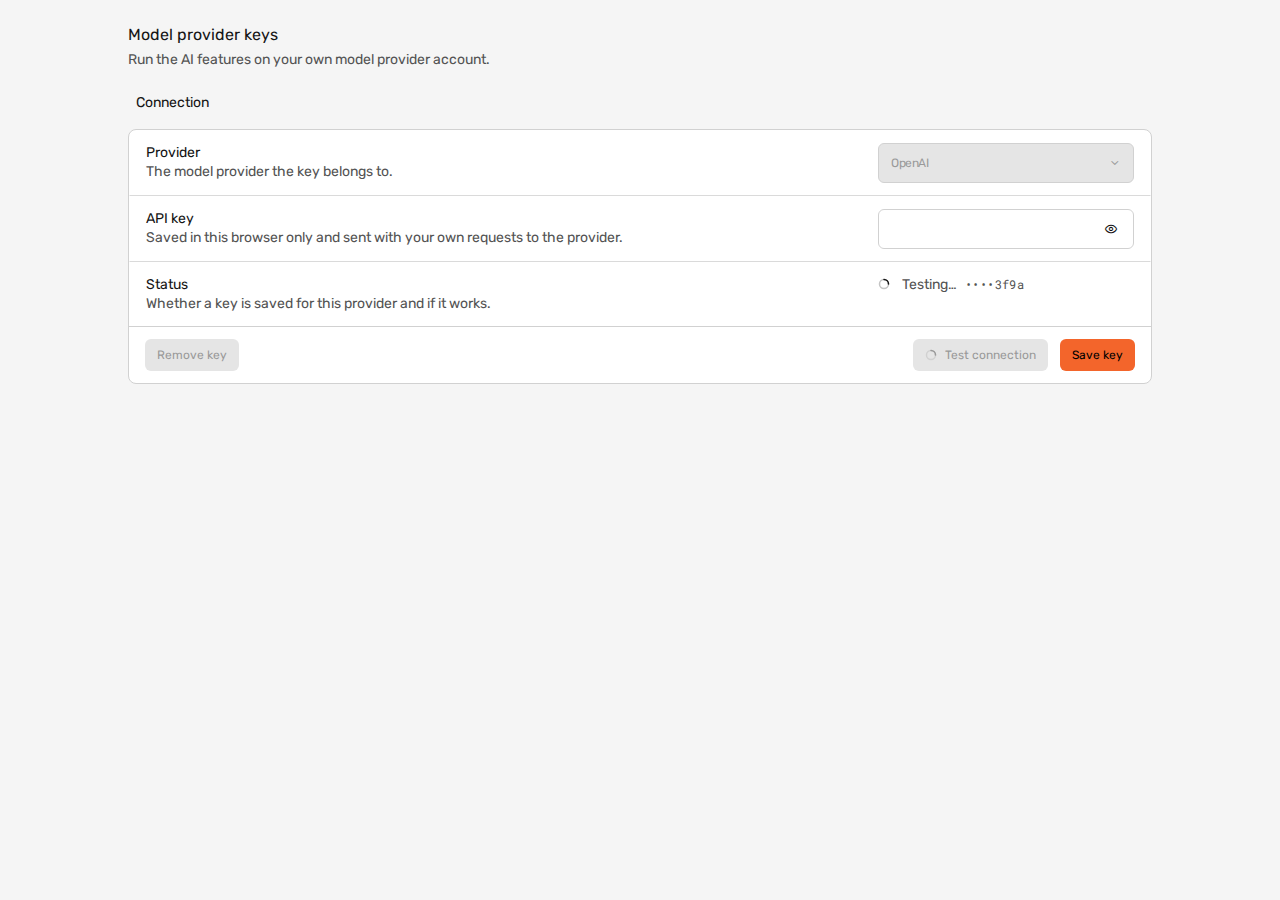 Model provider keys
Run the AI features on your own model provider account.
Connection
Provider
The model provider the key belongs to.
OpenAI
API key
Saved in this browser only and sent with your own requests to the provider.
Status
Whether a key is saved for this provider and if it works.
Testing… ••••3f9a
Remove key
Test connection
Save key